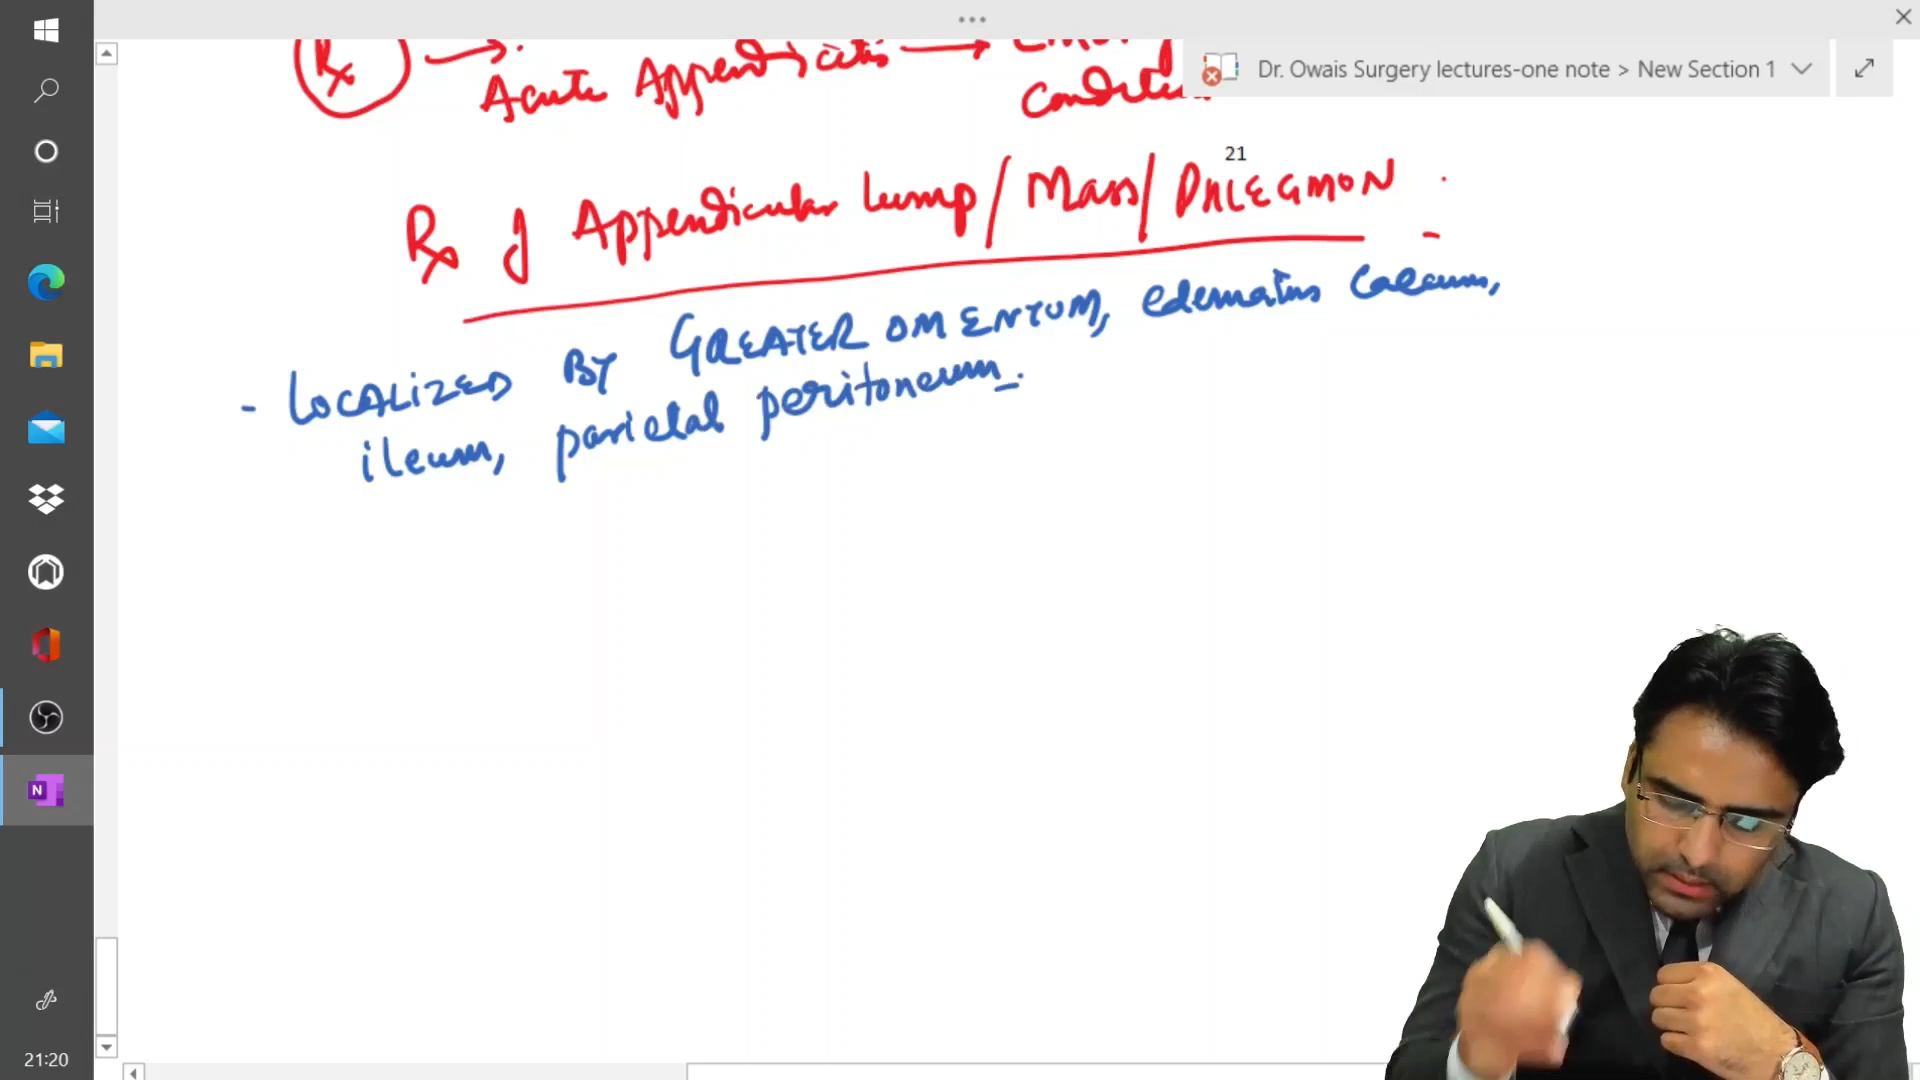 Dr. Owais Surgery lectures-one note > New Section 1
Rx →
Acute Appendicitis →
21
Rx of Appendicular Lump/Mass/PHLEGMON
- LOCALIZED BY GREATER OMENTUM, edematus Caecum,
ileum, parietal peritoneum.
N
21:20